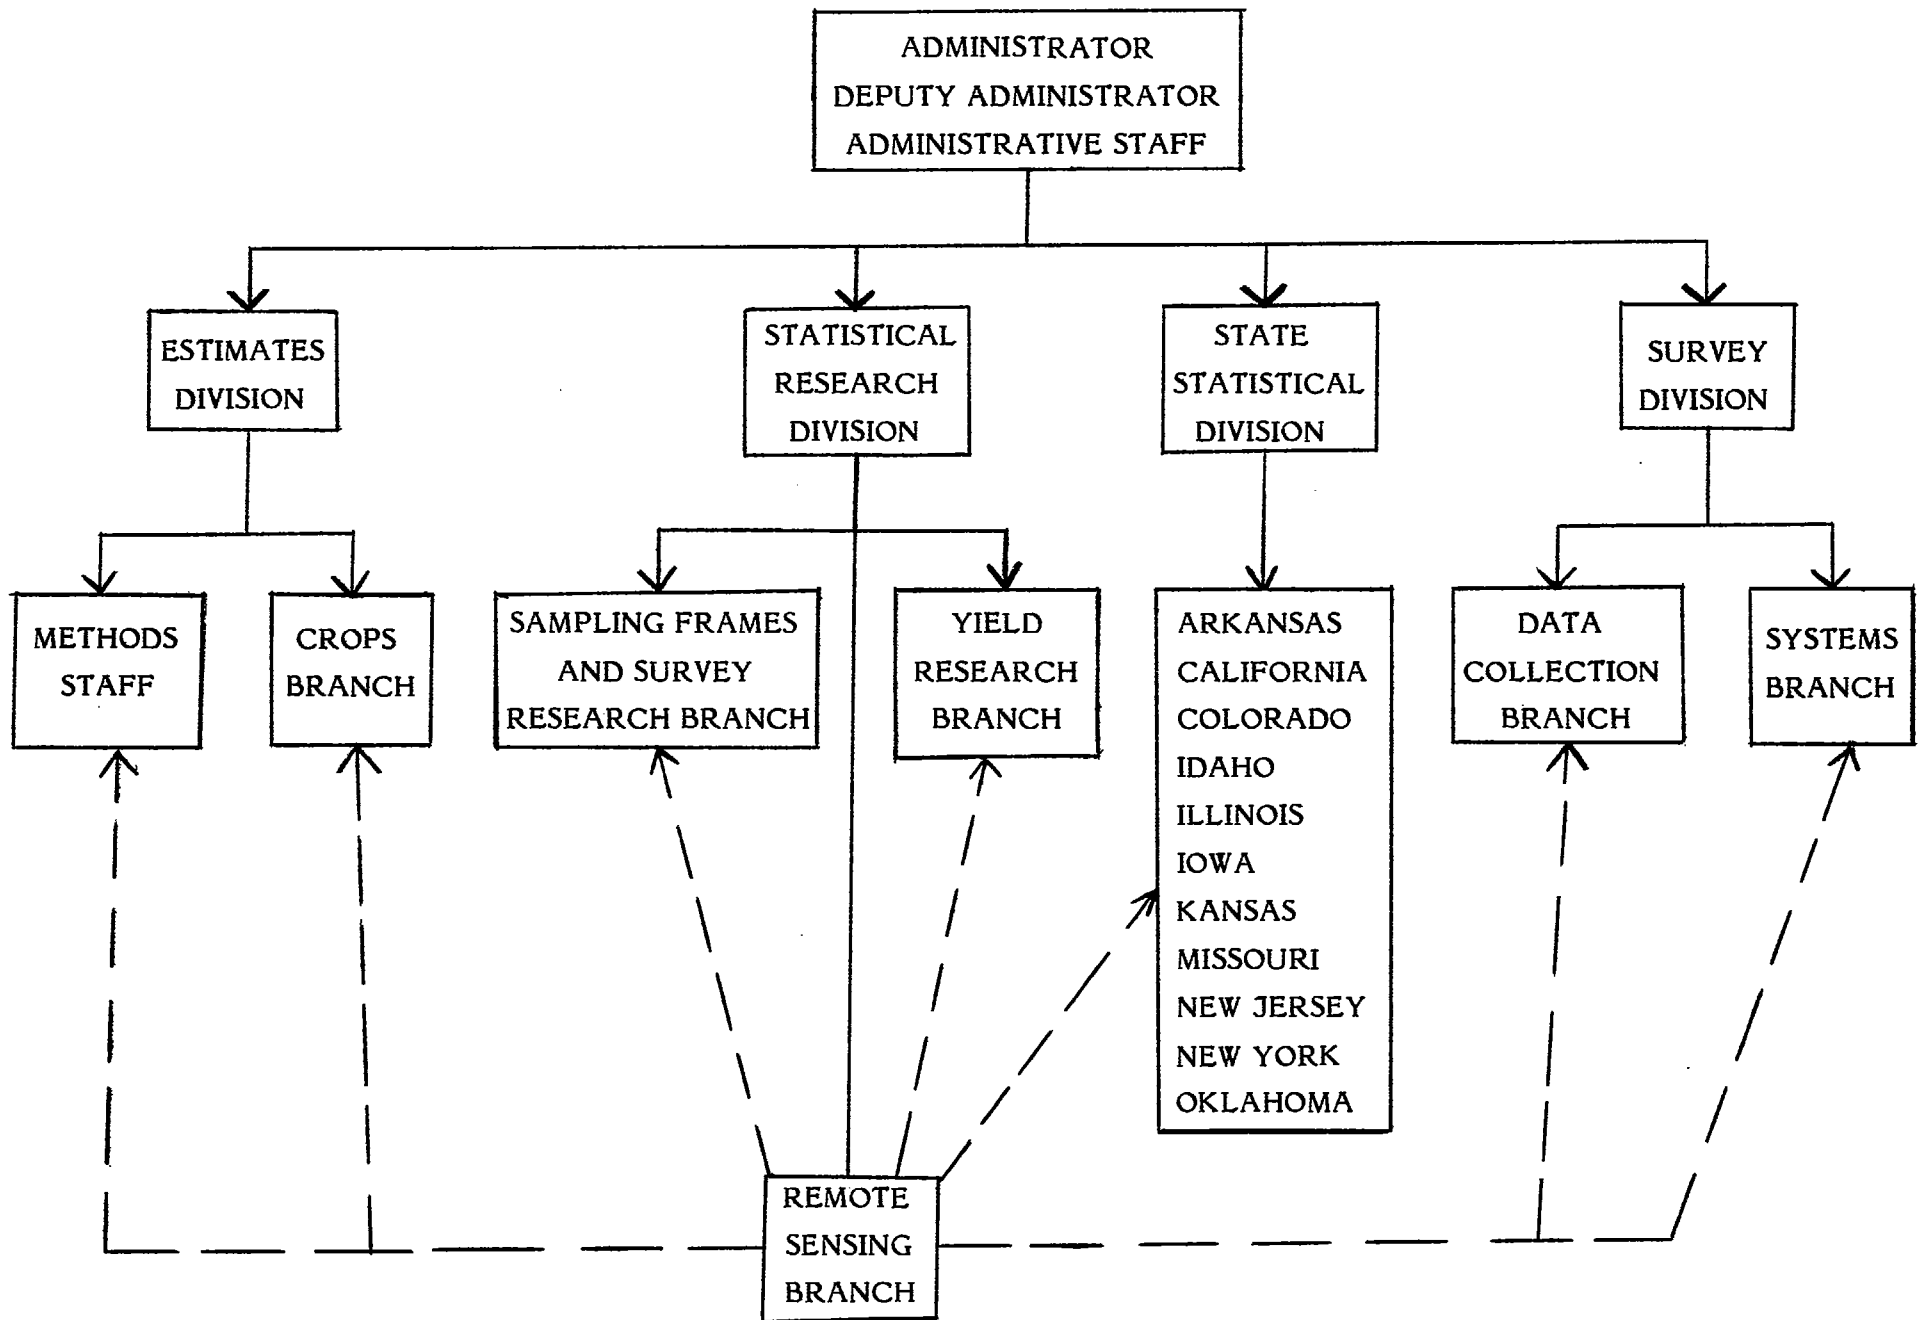 ADMINISTRATOR
DEPUTY ADMINISTRATOR
ADMINISTRATIVE STAFF
ESTIMATES
DIVISION
STATISTICAL
RESEARCH
DIVISION
STATE
STATISTICAL
DIVISION
SURVEY
DIVISION
METHODS
STAFF
CROPS
BRANCH
SAMPLING FRAMES
AND SURVEY
RESEARCH BRANCH
YIELD
RESEARCH
BRANCH
ARKANSAS
CALIFORNIA
COLORADO
IDAHO
ILLINOIS
IOWA
KANSAS
MISSOURI
NEW JERSEY
NEW YORK
OKLAHOMA
DATA
COLLECTION
BRANCH
SYSTEMS
BRANCH
REMOTE
SENSING
BRANCH